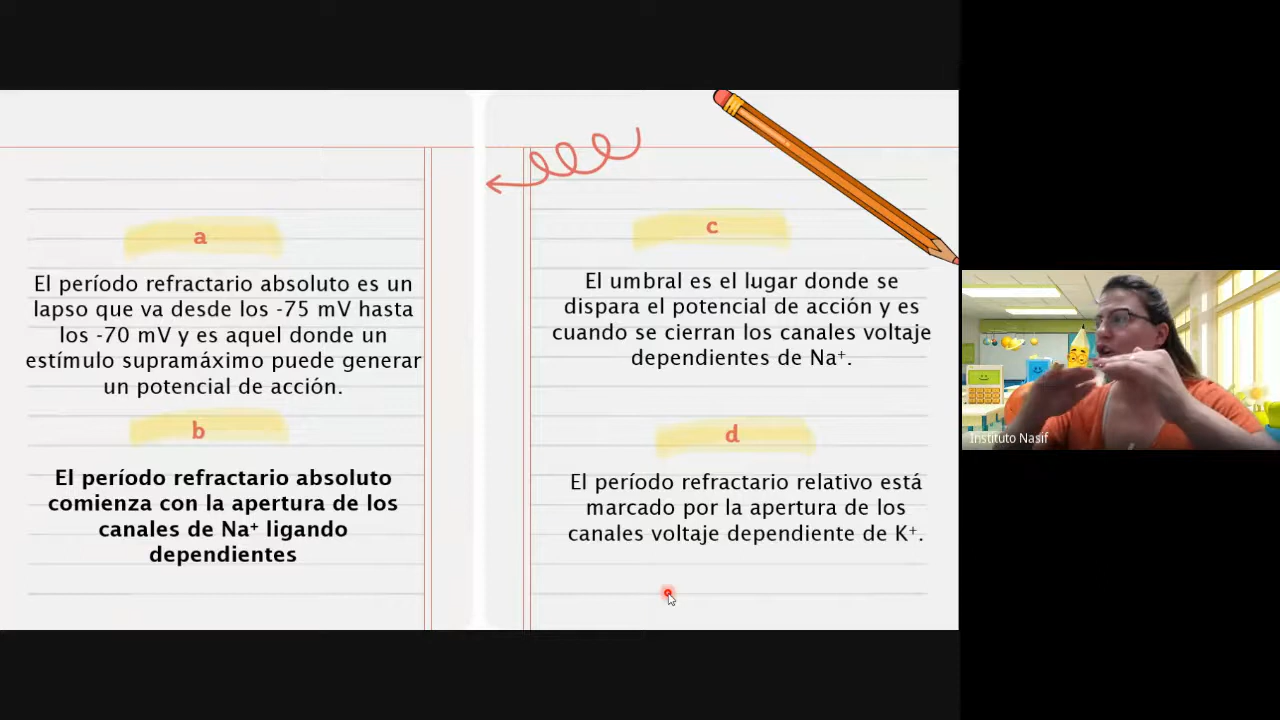 a
El período refractario absoluto es un
lapso que va desde los -75 mV hasta
los -70 mV y es aquel donde un
estímulo supramáximo puede generar
un potencial de acción.
b
El período refractario absoluto
comienza con la apertura de los
canales de Na⁺ ligando
dependientes
c
El umbral es el lugar donde se
dispara el potencial de acción y es
cuando se cierran los canales voltaje
dependientes de Na⁺.
d
El período refractario relativo está
marcado por la apertura de los
canales voltaje dependiente de K⁺.
Instituto Nasif